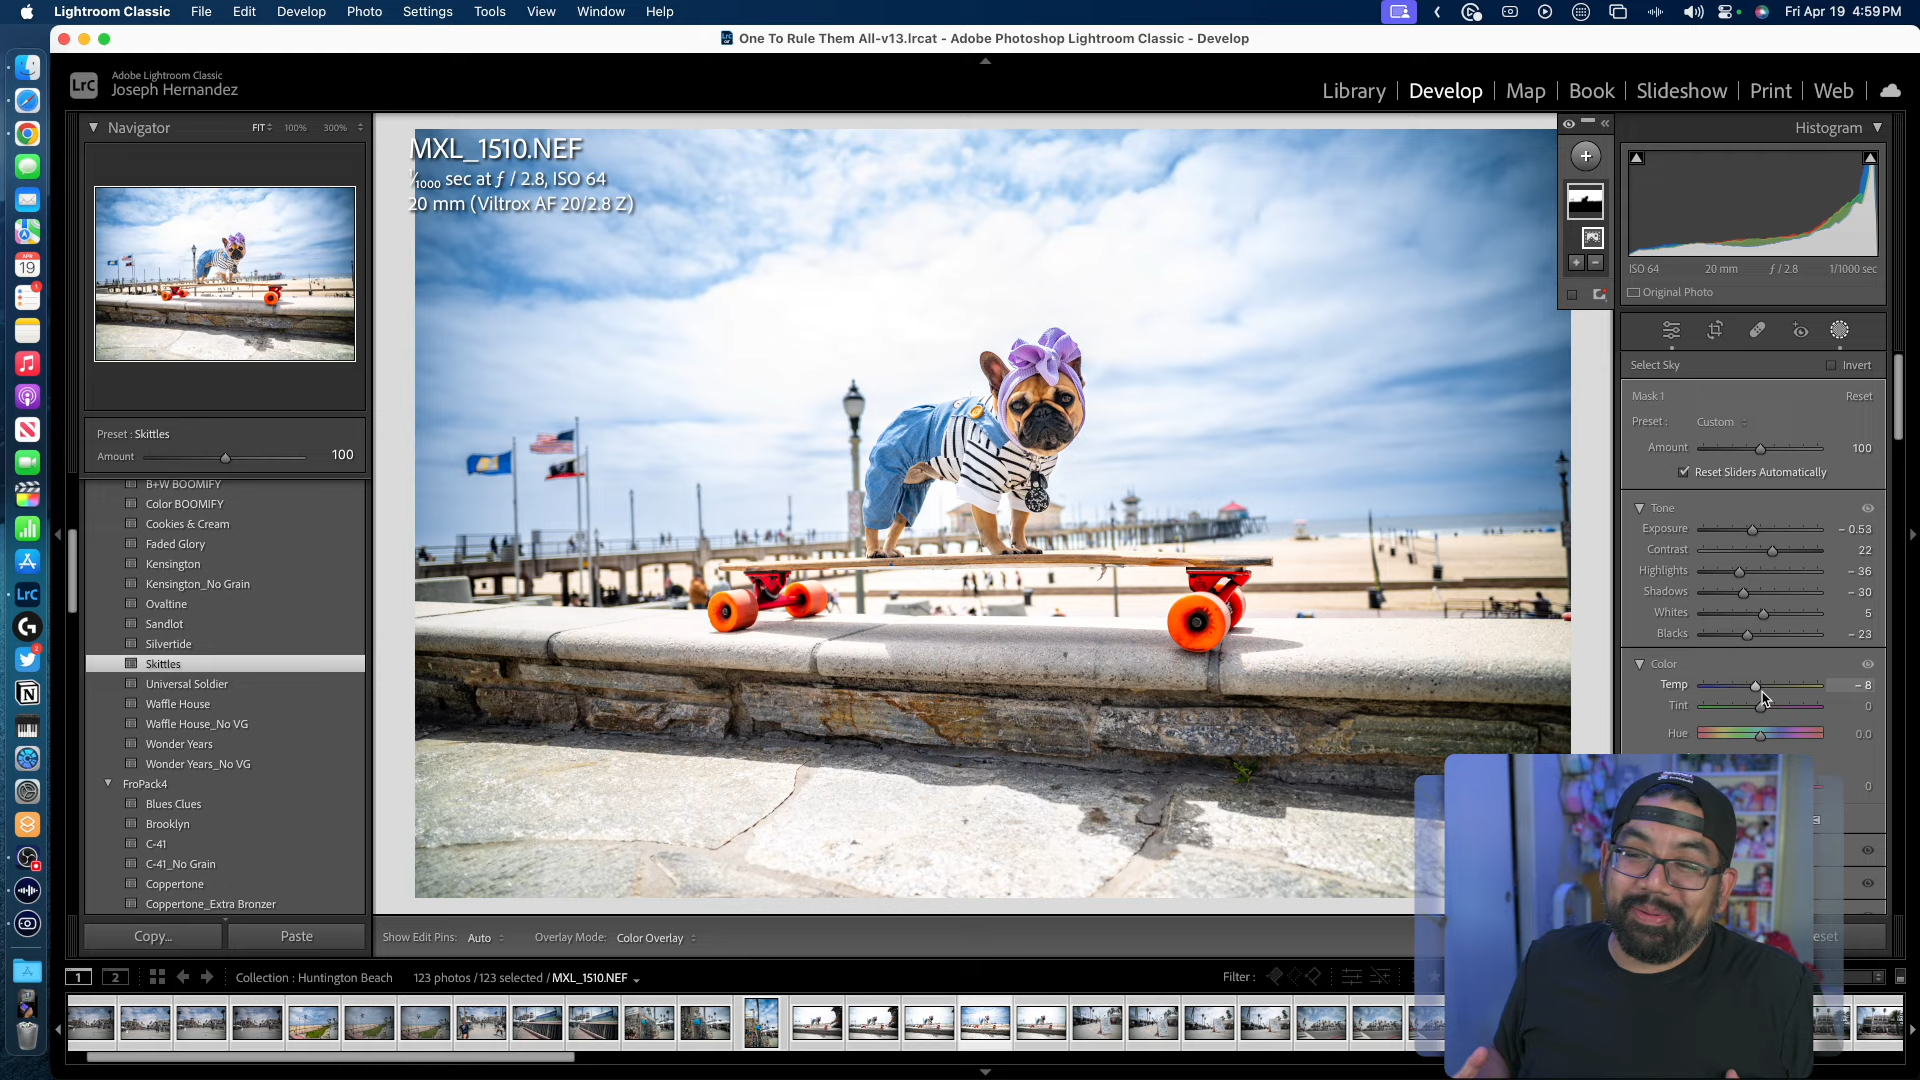 Lightroom Classic File Edit Develop Photo Settings Tools View Window Help
Fri Apr 19 4:59 PM
One To Rule Them All-v13.lrcat - Adobe Photoshop Lightroom Classic - Develop
LrC
Adobe Lightroom Classic
Joseph Hernandez
Library | Develop | Map | Book | Slideshow | Print | Web
Navigator FIT 100% 300%
Preset : Skittles
Amount 100
B+W BOOMIFY
Color BOOMIFY
Cookies & Cream
Faded Glory
Kensington
Kensington_No Grain
Ovaltine
Sandlot
Silvertide
Skittles
Universal Soldier
Waffle House
Waffle House_No VG
Wonder Years
Wonder Years_No VG
FroPack4
Blues Clues
Brooklyn
C-41
C-41_No Grain
Coppertone
Coppertone_Extra Bronzer
Copy... Paste
MXL_1510.NEF
1/1000 sec at ƒ / 2.8, ISO 64
20 mm (Viltrox AF 20/2.8 Z)
Histogram
ISO 64 20 mm ƒ / 2.8 1/1000 sec
Original Photo
Select Sky Invert
Mask 1 Reset
Preset : Custom
Amount 100
Reset Sliders Automatically
Tone
Exposure – 0.53
Contrast 22
Highlights – 36
Shadows – 30
Whites 5
Blacks – 23
Color
Temp – 8
Tint 0
Hue 0.0
0
Show Edit Pins: Auto Overlay Mode: Color Overlay
1 2 Collection : Huntington Beach 123 photos /123 selected / MXL_1510.NEF
Filter :
APR
19
1
2
LrC